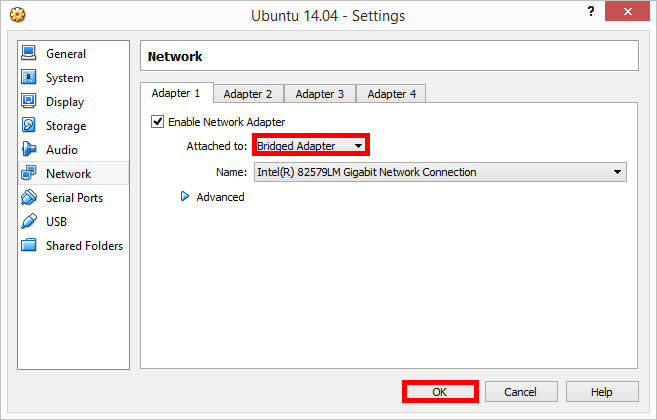 Ubuntu 14.04 - Settings
?
General
System
Display
Storage
Audio
Network
Serial Ports
USB
Shared Folders
Network
Adapter 1 Adapter 2 Adapter 3 Adapter 4
Enable Network Adapter
Attached to: Bridged Adapter
Name: Intel(R) 82579LM Gigabit Network Connection
Advanced
OK Cancel Help